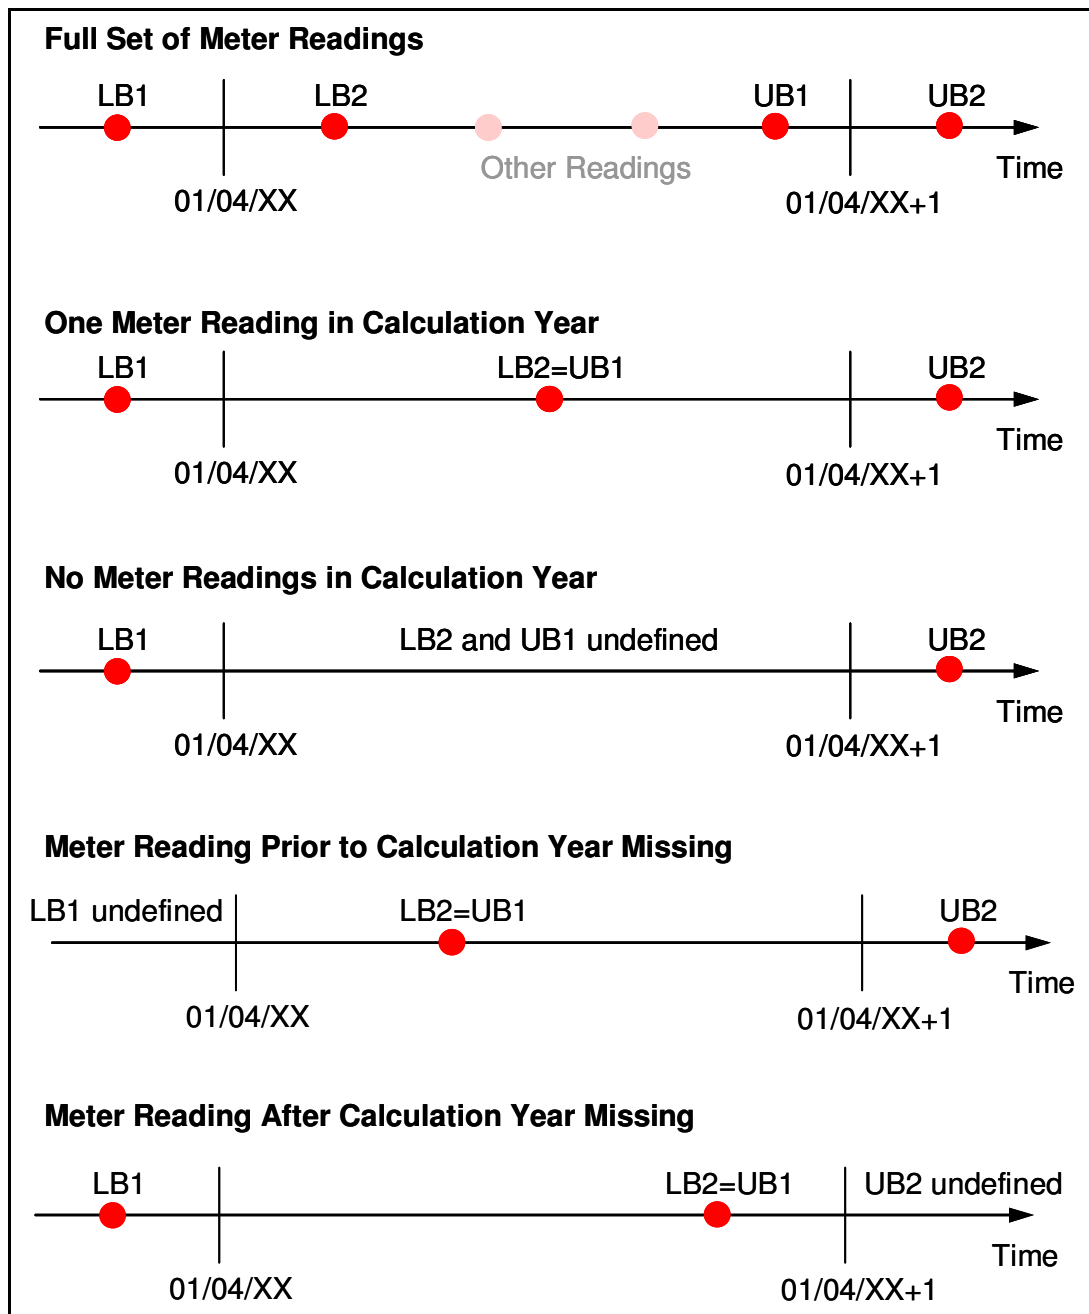 Full Set of Meter Readings
LB1 LB2 UB1 UB2
Other Readings Time
01/04/XX 01/04/XX+1
One Meter Reading in Calculation Year
LB1 LB2=UB1 UB2
Time
01/04/XX 01/04/XX+1
No Meter Readings in Calculation Year
LB1 LB2 and UB1 undefined UB2
Time
01/04/XX 01/04/XX+1
Meter Reading Prior to Calculation Year Missing
LB1 undefined LB2=UB1 UB2
Time
01/04/XX 01/04/XX+1
Meter Reading After Calculation Year Missing
LB1 LB2=UB1 UB2 undefined
Time
01/04/XX 01/04/XX+1